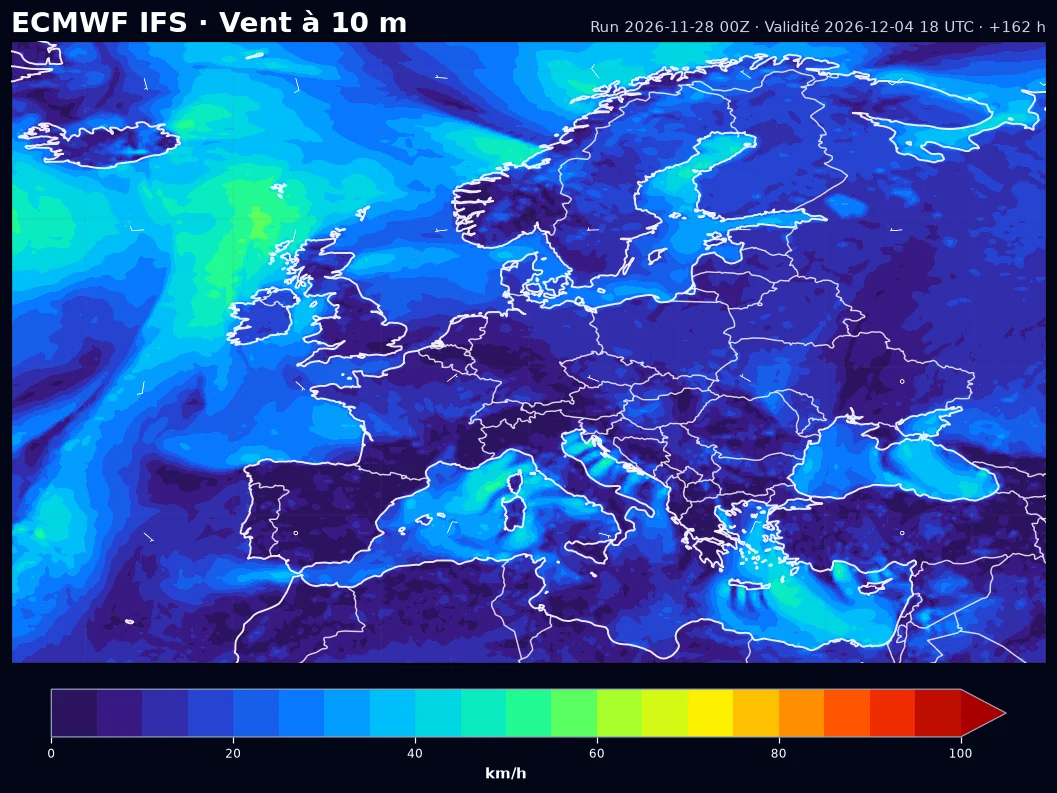 ECMWF IFS · Vent à 10 m
Run 2026-11-28 00Z · Validité 2026-12-04 18 UTC · +162 h
0 20 40 60 80 100
km/h